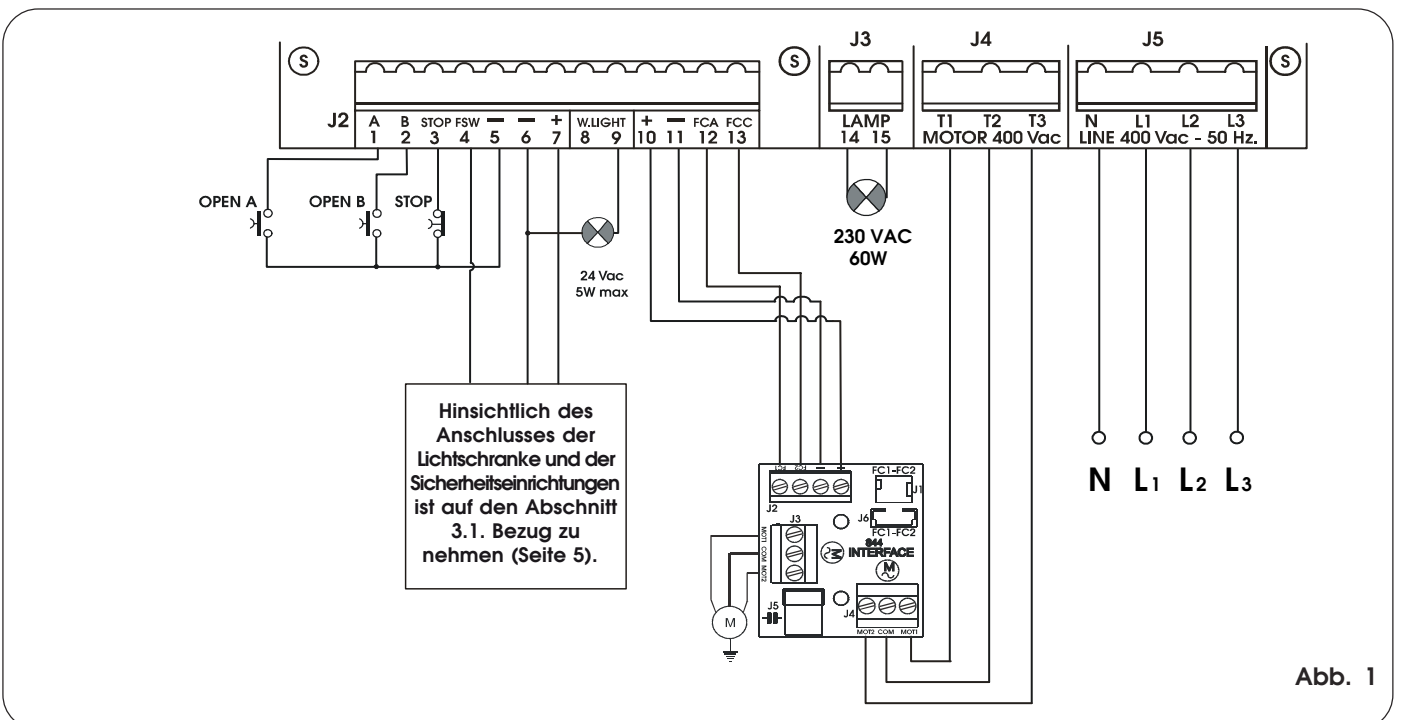 J3 J4 J5
S S S
J2
A B STOP FSW — — + W.LIGHT + — FCA FCC
1 2 3 4 5 6 7 8 9 10 11 12 13
LAMP
14 15
T1 T2 T3
MOTOR 400 Vac
N L1 L2 L3
LINE 400 Vac - 50 Hz.
OPEN A
OPEN B
STOP
24 Vac
5W max
230 VAC
60W
Hinsichtlich des
Anschlusses der
Lichtschranke und der
Sicherheitseinrichtungen
ist auf den Abschnitt
3.1. Bezug zu
nehmen (Seite 5).
N L1 L2 L3
FC1 FC2 — +
FC1-FC2
J1
J2
J3
J6
FC1-FC2
844
INTERFACE
M
M
MOT1 COM MOT2
J5
J4
M
MOT2 COM MOT1
Abb. 1